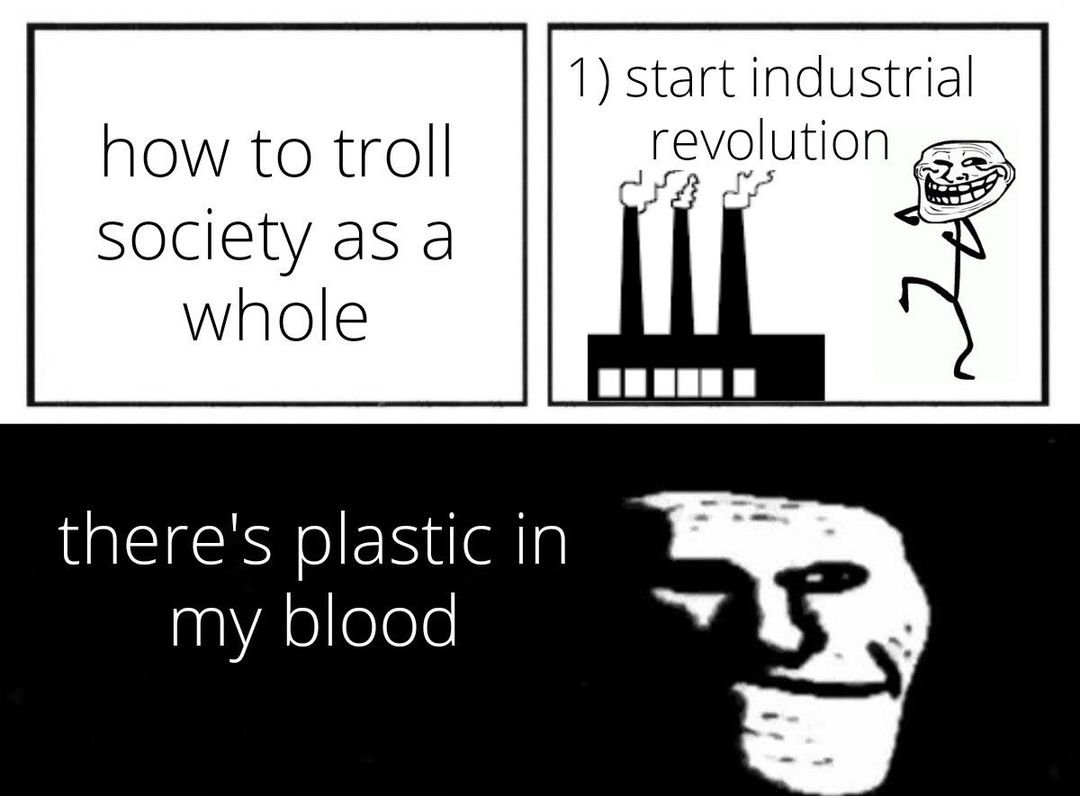 how to troll
society as a
whole
1) start industrial
revolution
there's plastic in
my blood